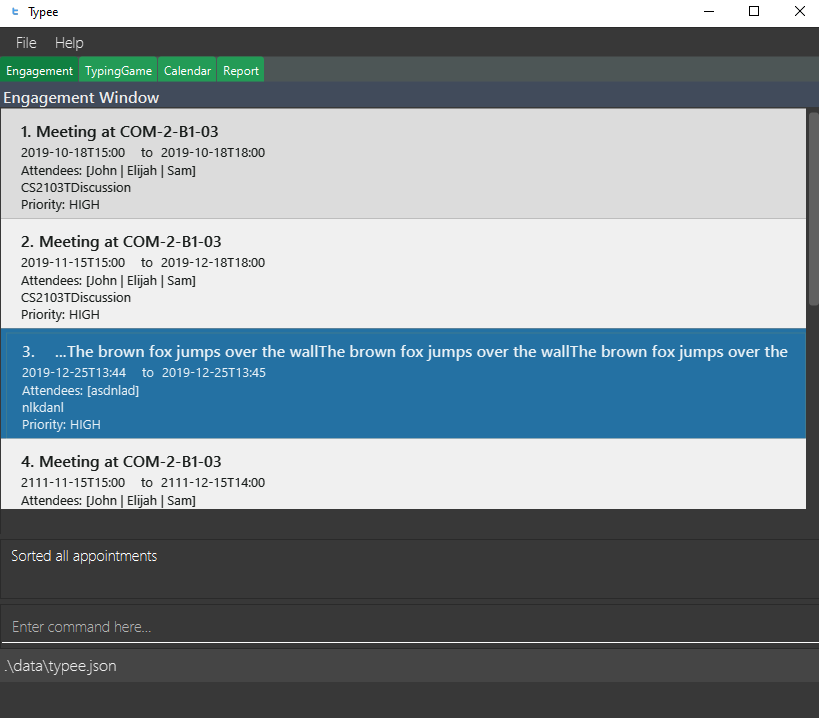 Typee
File Help
Engagement TypingGame Calendar Report
Engagement Window
1. Meeting at COM-2-B1-03
2019-10-18T15:00 to 2019-10-18T18:00
Attendees: [John | Elijah | Sam]
CS2103TDiscussion
Priority: HIGH
2. Meeting at COM-2-B1-03
2019-11-15T15:00 to 2019-12-18T18:00
Attendees: [John | Elijah | Sam]
CS2103TDiscussion
Priority: HIGH
3. ...The brown fox jumps over the wallThe brown fox jumps over the wallThe brown fox jumps over the
2019-12-25T13:44 to 2019-12-25T13:45
Attendees: [asdnlad]
nlkdanl
Priority: HIGH
4. Meeting at COM-2-B1-03
2111-11-15T15:00 to 2111-12-15T14:00
Attendees: [John | Elijah | Sam]
Sorted all appointments
Enter command here...
.\data\typee.json